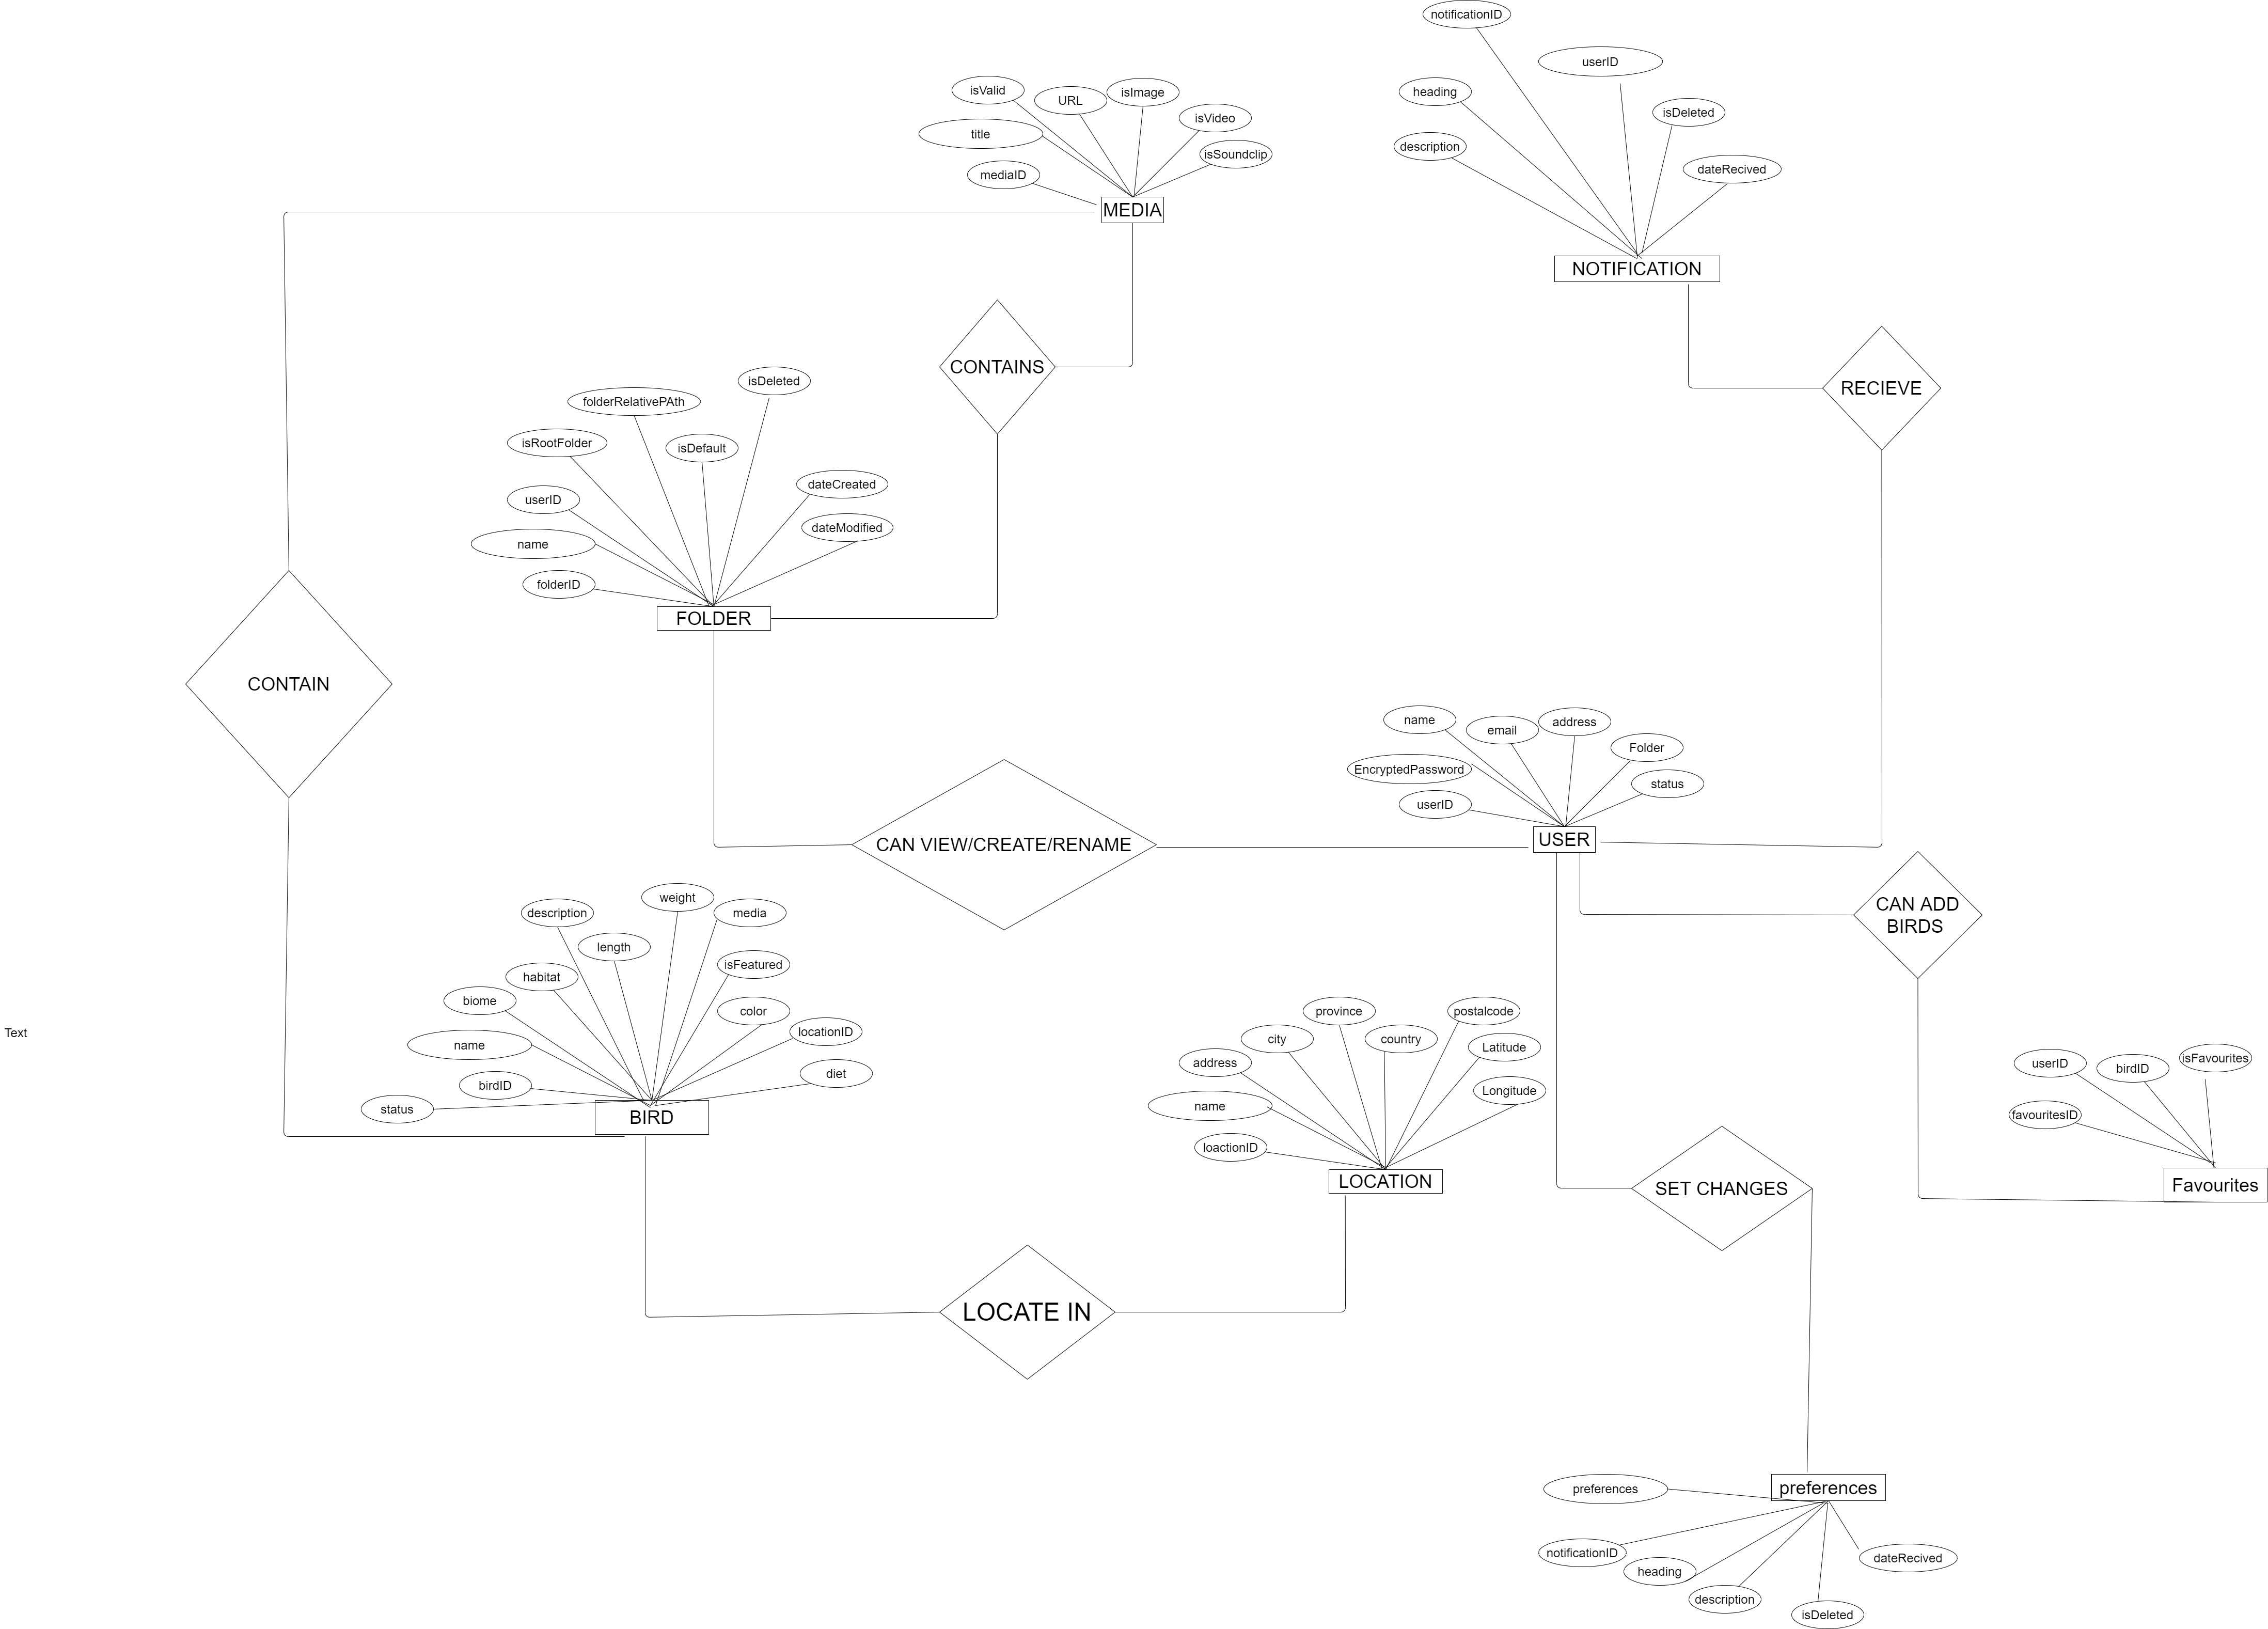 notificationID
userID
heading
isDeleted
description
dateRecived
NOTIFICATION
isValid
URL
isImage
title
isVideo
mediaID
isSoundclip
MEDIA
CONTAINS
RECIEVE
isDeleted
folderRelativePAth
isRootFolder
isDefault
dateCreated
userID
dateModified
name
folderID
FOLDER
CONTAIN
name
email
address
Folder
EncryptedPassword
status
userID
USER
CAN VIEW/CREATE/RENAME
CAN ADD
BIRDS
weight
description
media
length
isFeatured
habitat
biome
color
locationID
name
diet
birdID
status
BIRD
Text
province
postalcode
city
country
Latitude
address
Longitude
name
loactionID
LOCATION
isFavourites
userID
birdID
favouritesID
Favourites
SET CHANGES
LOCATE IN
preferences
preferences
notificationID
heading
description
isDeleted
dateRecived